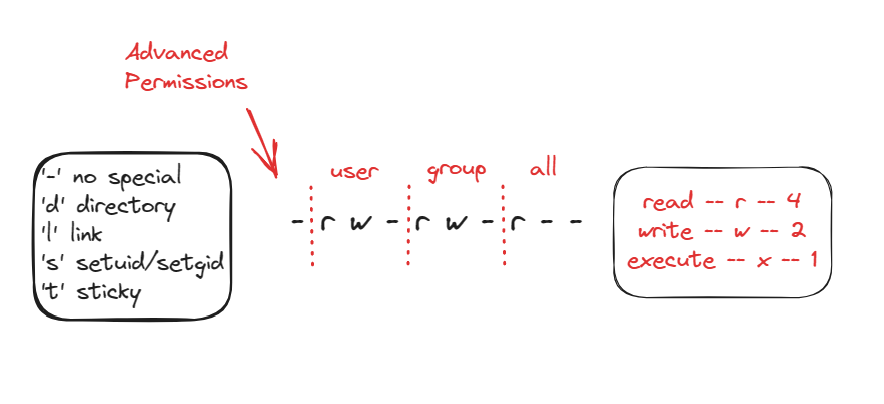 Advanced
Permissions
'-' no special
'd' directory
'l' link
's' setuid/setgid
't' sticky
user group all
- r w - r w - r - -
read -- r -- 4
write -- w -- 2
execute -- x -- 1